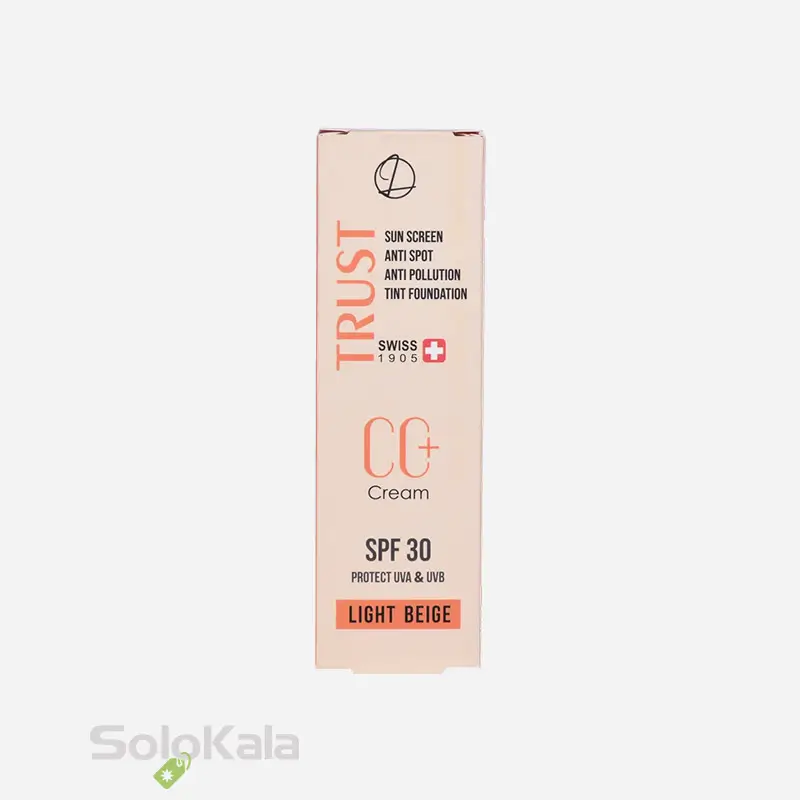 TRUST
SUN SCREEN
ANTI SPOT
ANTI POLLUTION
TINT FOUNDATION
SWISS
1905
CC+
Cream
SPF 30
PROTECT UVA & UVB
LIGHT BEIGE
SoloKala